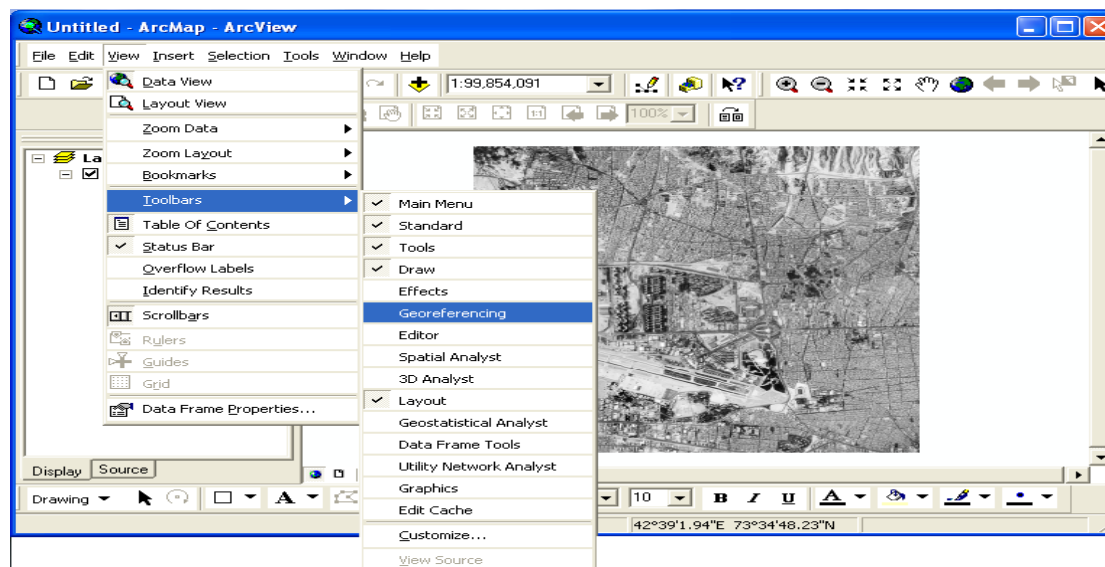 Untitled - ArcMap - ArcView
File Edit View Insert Selection Tools Window Help
1:99,854,091
100%
Data View
Layout View
Zoom Data
Zoom Layout
Bookmarks
Toolbars
Table Of Contents
Status Bar
Overflow Labels
Identify Results
Scrollbars
Rulers
Guides
Grid
Data Frame Properties...
La
Main Menu
Standard
Tools
Draw
Effects
Georeferencing
Editor
Spatial Analyst
3D Analyst
Layout
Geostatistical Analyst
Data Frame Tools
Utility Network Analyst
Graphics
Edit Cache
Customize...
View Source
Display Source
Drawing A 10 B I U A
42°39'1.94"E 73°34'48.23"N